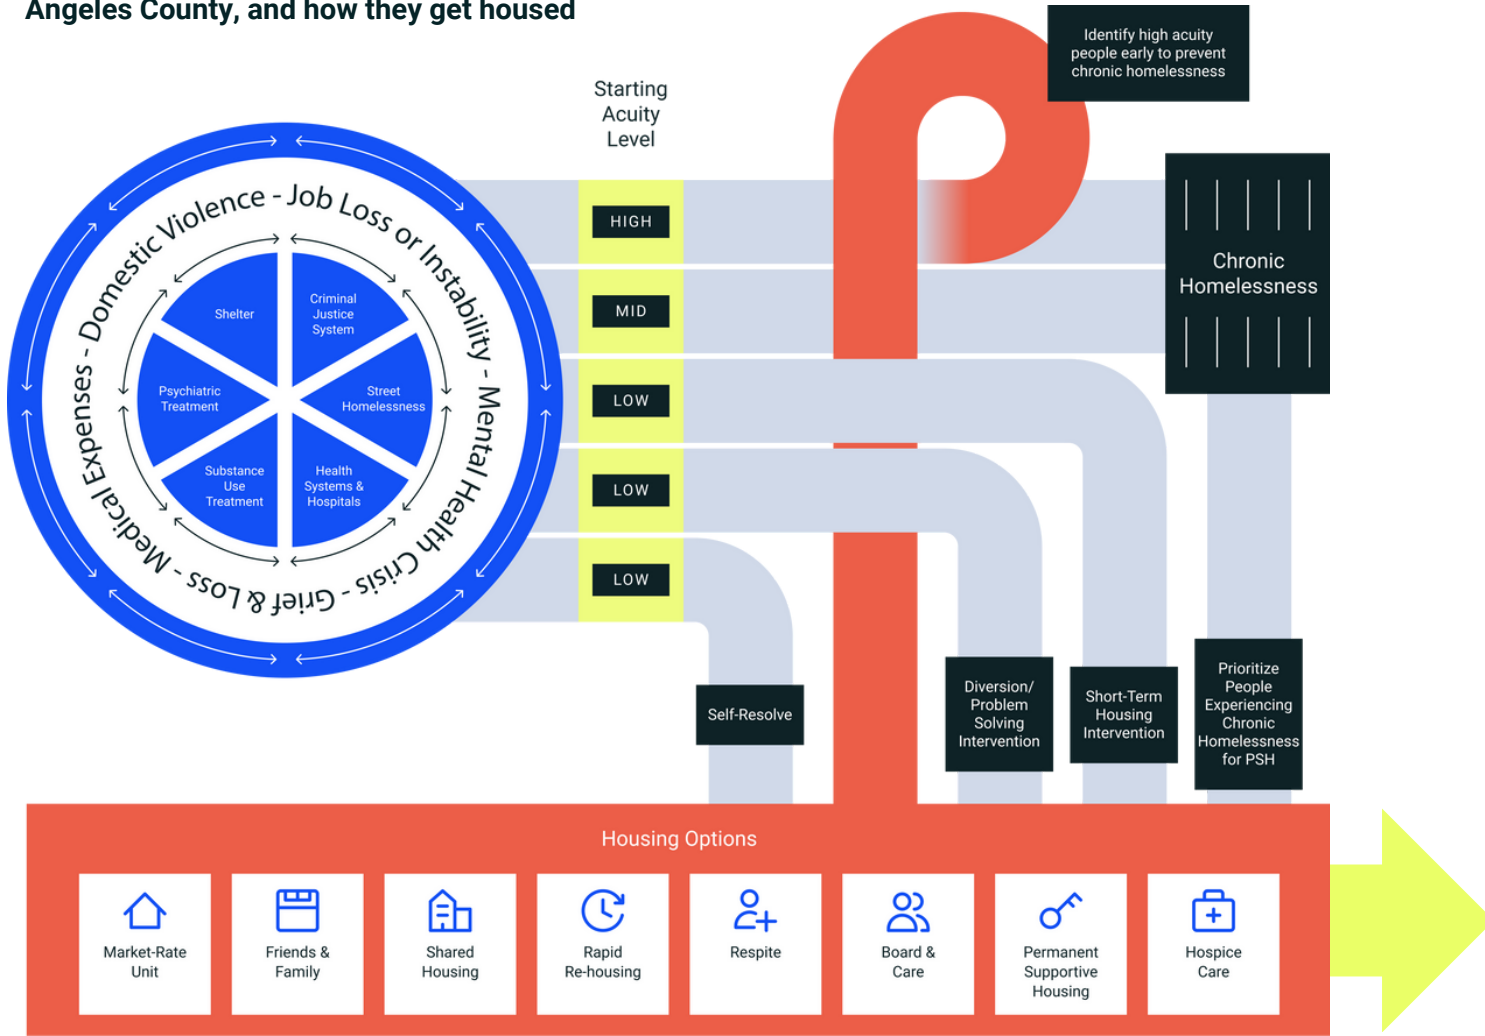 Angeles County, and how they get housed
Identify high acuity
people early to prevent
chronic homelessness
Starting
Acuity
Level
Domestic Violence - Job Loss or Instability - Mental Health Crisis - Grief & Loss - Medical Expenses -
Shelter
Criminal
Justice
System
Psychiatric
Treatment
Street
Homelessness
Substance
Use
Treatment
Health
Systems &
Hospitals
HIGH
MID
LOW
LOW
LOW
Chronic
Homelessness
Self-Resolve
Diversion/
Problem
Solving
Intervention
Short-Term
Housing
Intervention
Prioritize
People
Experiencing
Chronic
Homelessness
for PSH
Housing Options
Market-Rate
Unit
Friends &
Family
Shared
Housing
Rapid
Re-housing
Respite
Board &
Care
Permanent
Supportive
Housing
Hospice
Care